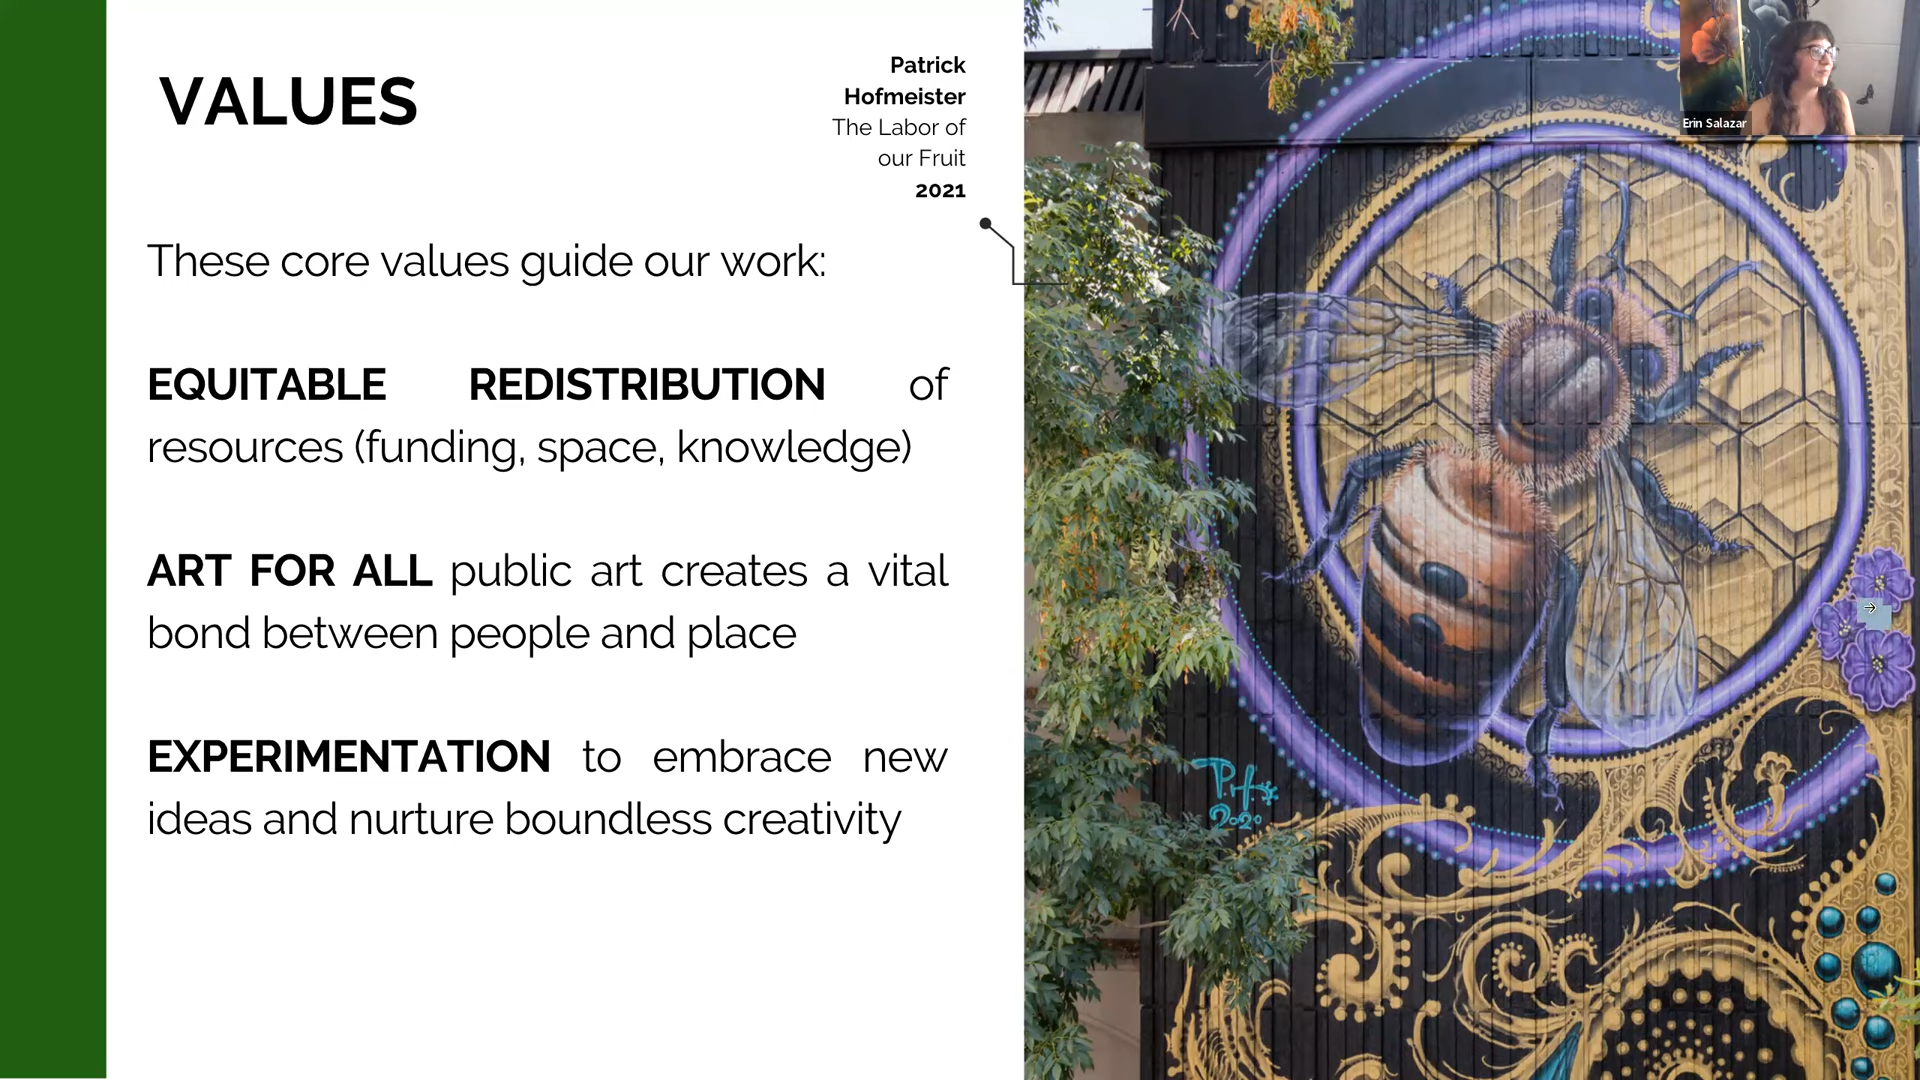 VALUES
Patrick
Hofmeister
The Labor of
our Fruit
2021
These core values guide our work:
EQUITABLE REDISTRIBUTION of
resources (funding, space, knowledge)
ART FOR ALL public art creates a vital
bond between people and place
EXPERIMENTATION to embrace new
ideas and nurture boundless creativity
Erin Salazar
P.H.
2020